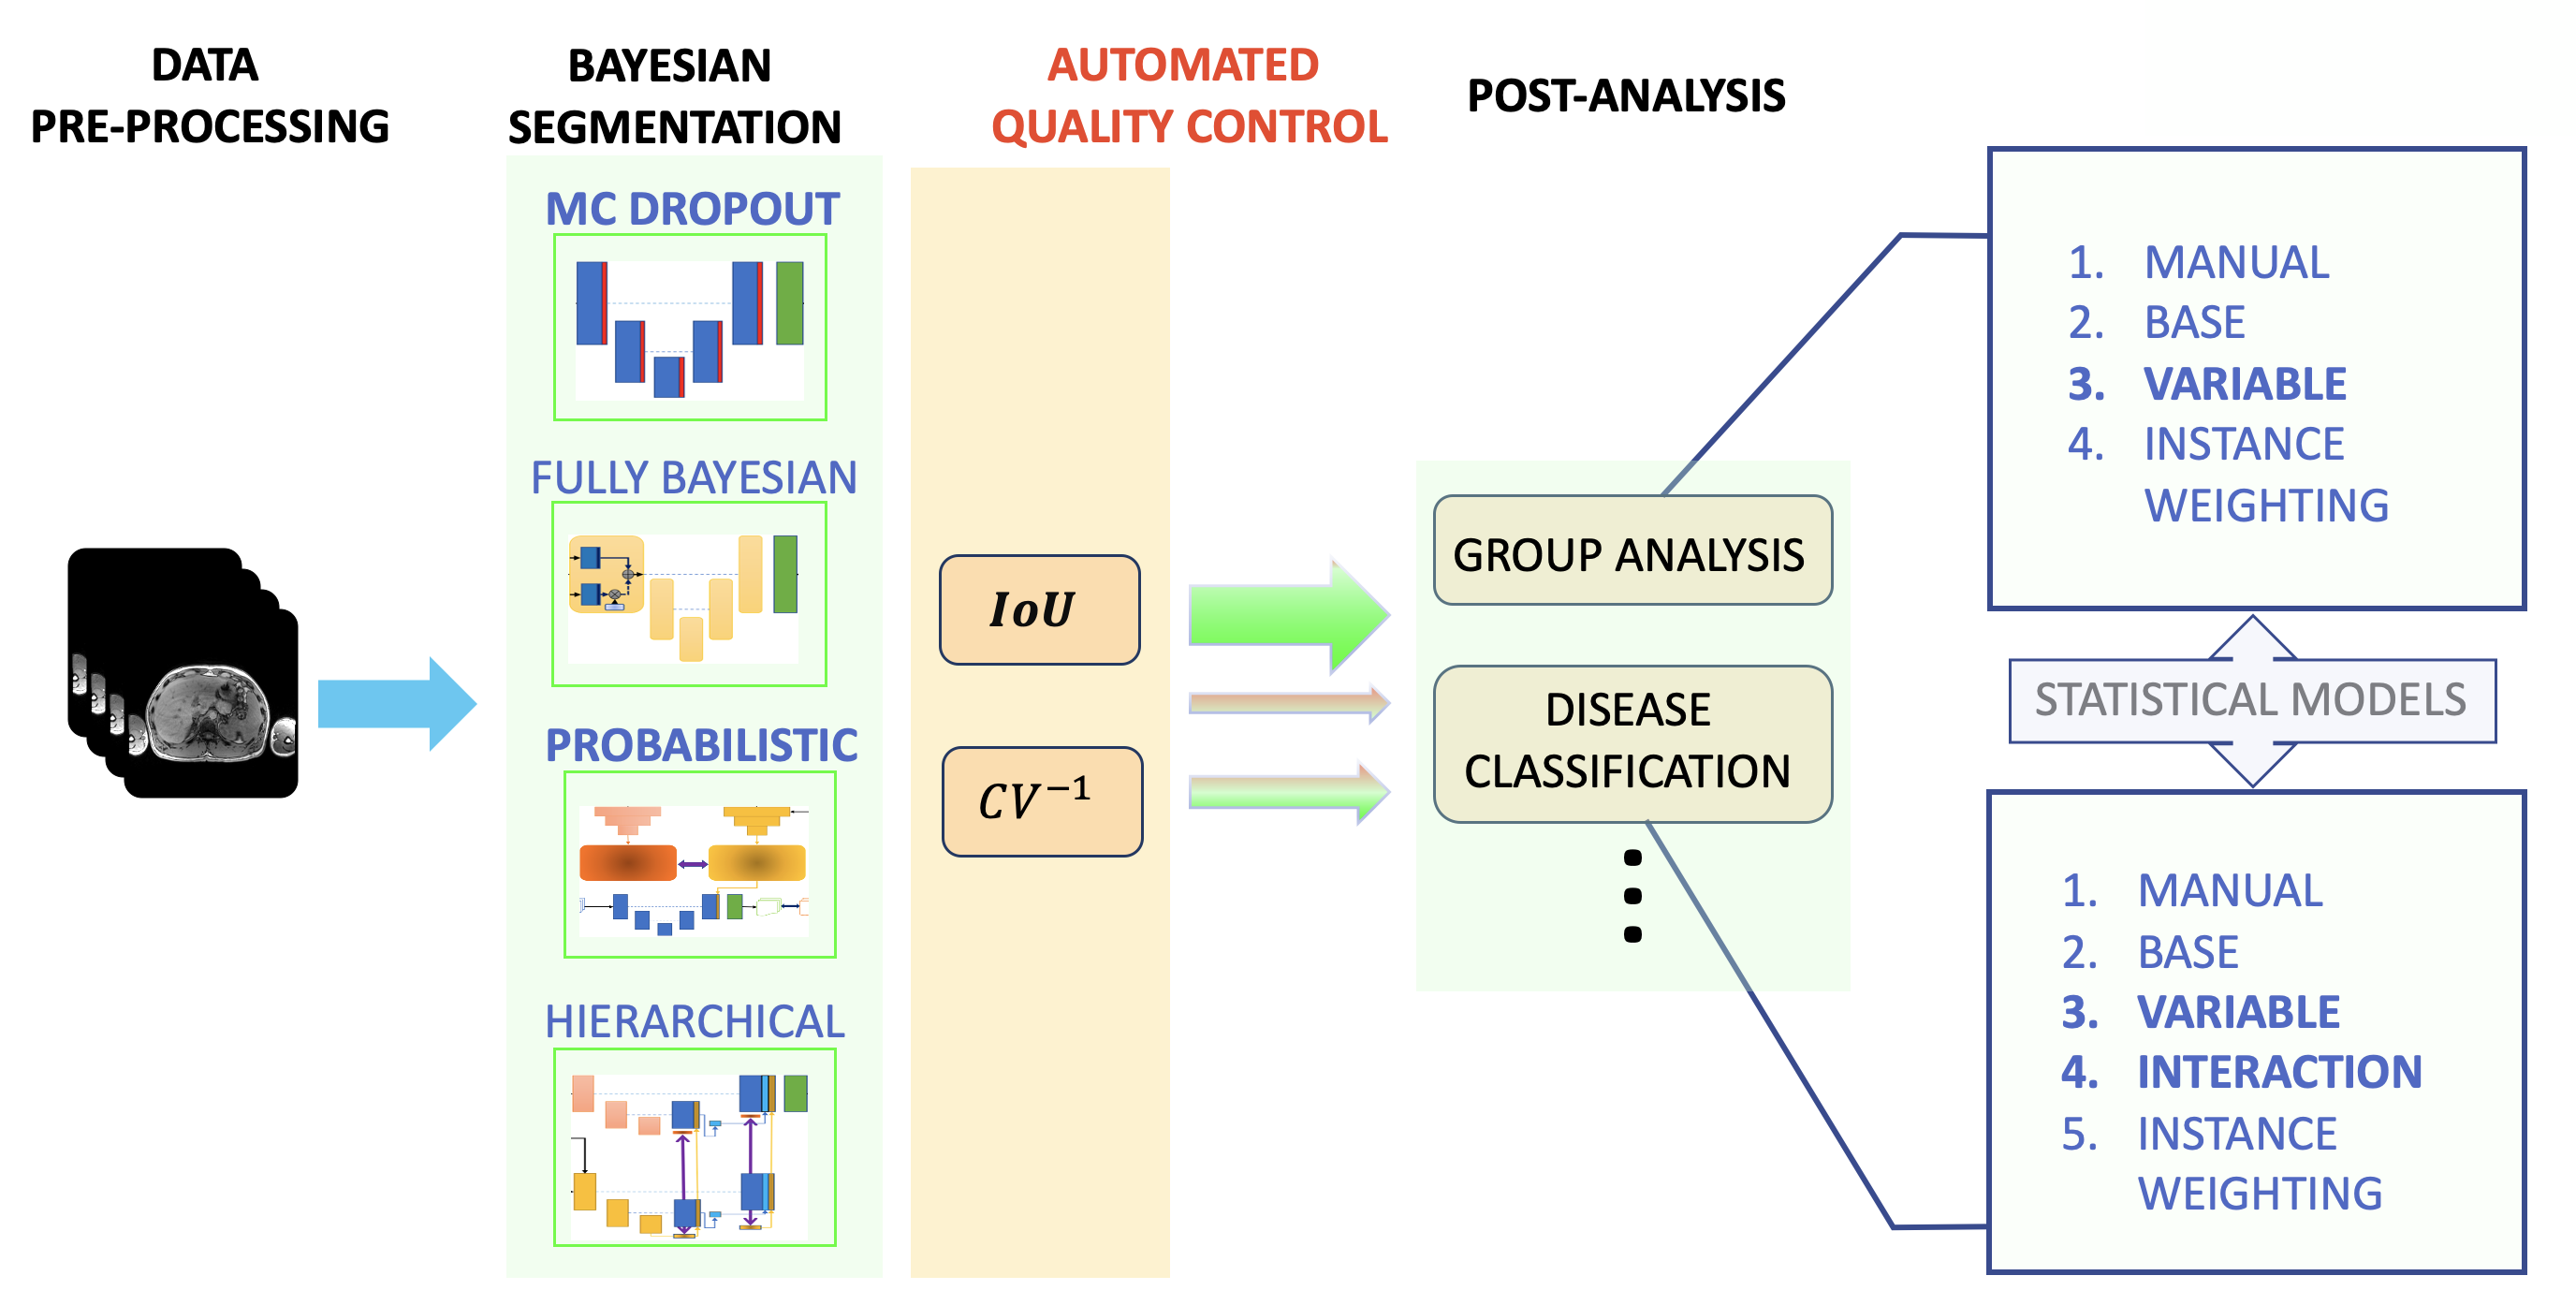 DATA
PRE-PROCESSING
BAYESIAN
SEGMENTATION
MC DROPOUT
FULLY BAYESIAN
PROBABILISTIC
HIERARCHICAL
AUTOMATED
QUALITY CONTROL
IoU
CV⁻¹
POST-ANALYSIS
GROUP ANALYSIS
DISEASE
CLASSIFICATION
1. MANUAL
2. BASE
3. VARIABLE
4. INSTANCE
WEIGHTING
STATISTICAL MODELS
1. MANUAL
2. BASE
3. VARIABLE
4. INTERACTION
5. INSTANCE
WEIGHTING